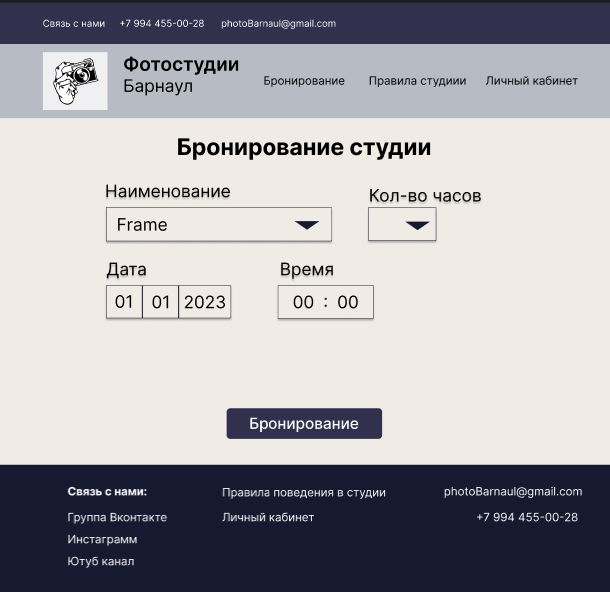 Связь с нами +7 994 455-00-28 photoBarnaul@gmail.com
Фотостудии
Барнаул
Бронирование Правила студиии Личный кабинет
Бронирование студии
Наименование Кол-во часов
Frame
Дата Время
01 01 2023 00 : 00
Бронирование
Связь с нами: Правила поведения в студии photoBarnaul@gmail.com
Группа Вконтакте Личный кабинет +7 994 455-00-28
Инстаграмм
Ютуб канал